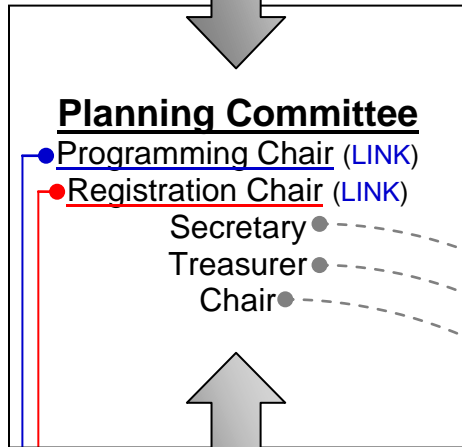 Planning Committee
Programming Chair (LINK)
Registration Chair (LINK)
Secretary
Treasurer
Chair